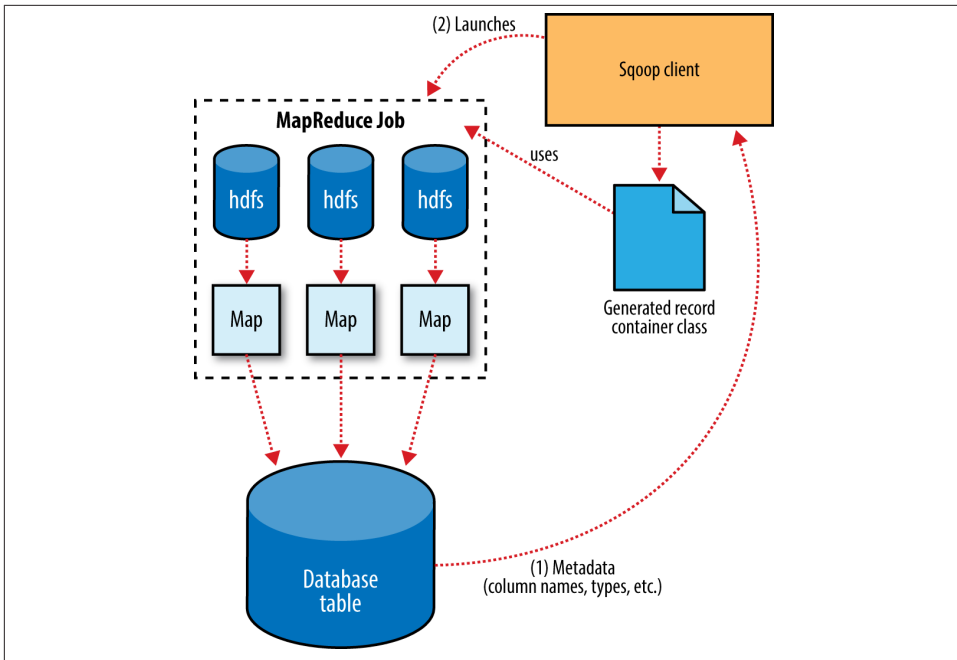 (2) Launches
Sqoop client
MapReduce Job
hdfs
hdfs
hdfs
uses
Map
Map
Map
Generated record
container class
(1) Metadata
(column names, types, etc.)
Database
table